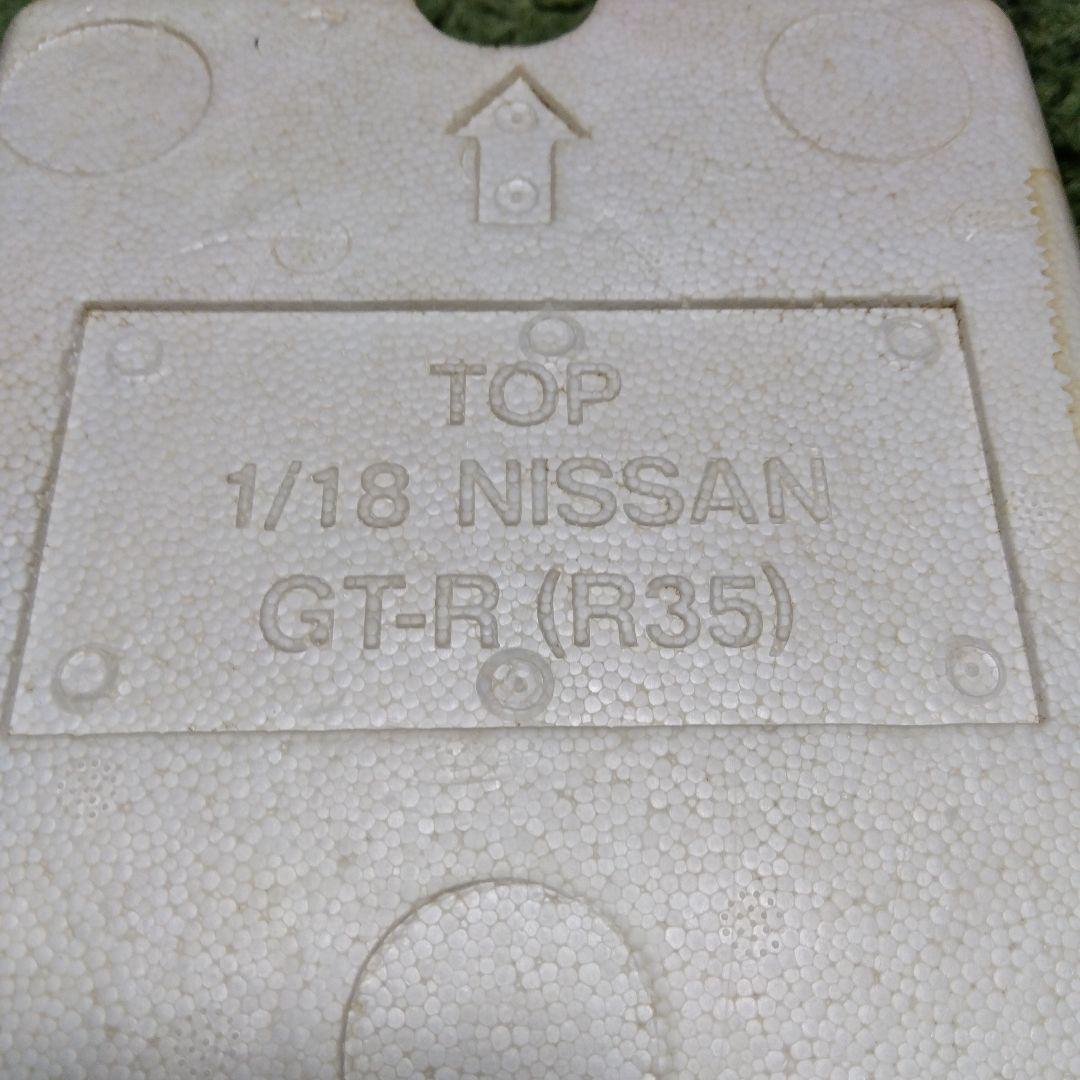 TOP
1/18 NISSAN
GT-R (R35)